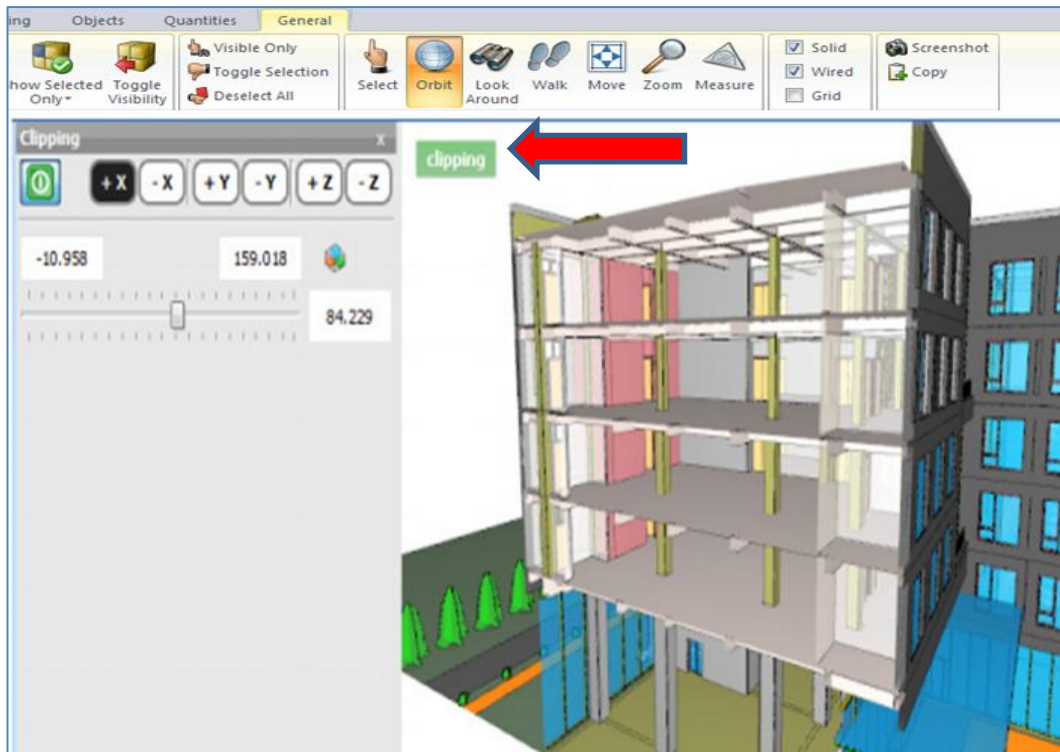 ing Objects Quantities General
how Selected Only
Toggle Visibility
Visible Only
Toggle Selection
Deselect All
Select
Orbit
Look Around
Walk
Move
Zoom
Measure
Solid
Wired
Grid
Screenshot
Copy
Clipping x
+X -X +Y -Y +Z -Z
-10.958 159.018
84.229
clipping